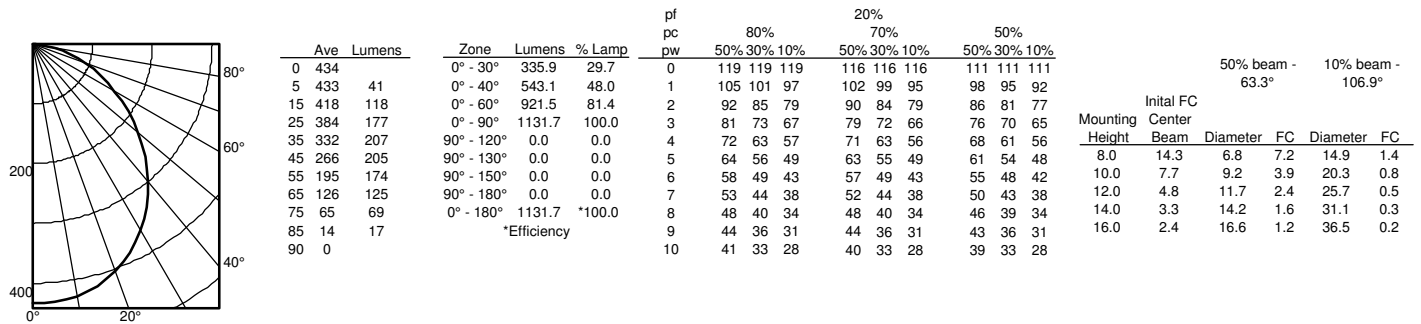 80°
60°
40°
20°
0°
200
400
Ave Lumens
0 434
5 433 41
15 418 118
25 384 177
35 332 207
45 266 205
55 195 174
65 126 125
75 65 69
85 14 17
90 0
Zone Lumens % Lamp
0° - 30° 335.9 29.7
0° - 40° 543.1 48.0
0° - 60° 921.5 81.4
0° - 90° 1131.7 100.0
90° - 120° 0.0 0.0
90° - 130° 0.0 0.0
90° - 150° 0.0 0.0
90° - 180° 0.0 0.0
0° - 180° 1131.7 *100.0
*Efficiency
pf 20%
pc 80% 70% 50%
pw 50% 30% 10% 50% 30% 10% 50% 30% 10%
0 119 119 119 116 116 116 111 111 111
1 105 101 97 102 99 95 98 95 92
2 92 85 79 90 84 79 86 81 77
3 81 73 67 79 72 66 76 70 65
4 72 63 57 71 63 56 68 61 56
5 64 56 49 63 55 49 61 54 48
6 58 49 43 57 49 43 55 48 42
7 53 44 38 52 44 38 50 43 38
8 48 40 34 48 40 34 46 39 34
9 44 36 31 44 36 31 43 36 31
10 41 33 28 40 33 28 39 33 28
50% beam - 10% beam -
63.3° 106.9°
Inital FC
Mounting Center
Height Beam Diameter FC Diameter FC
8.0 14.3 6.8 7.2 14.9 1.4
10.0 7.7 9.2 3.9 20.3 0.8
12.0 4.8 11.7 2.4 25.7 0.5
14.0 3.3 14.2 1.6 31.1 0.3
16.0 2.4 16.6 1.2 36.5 0.2